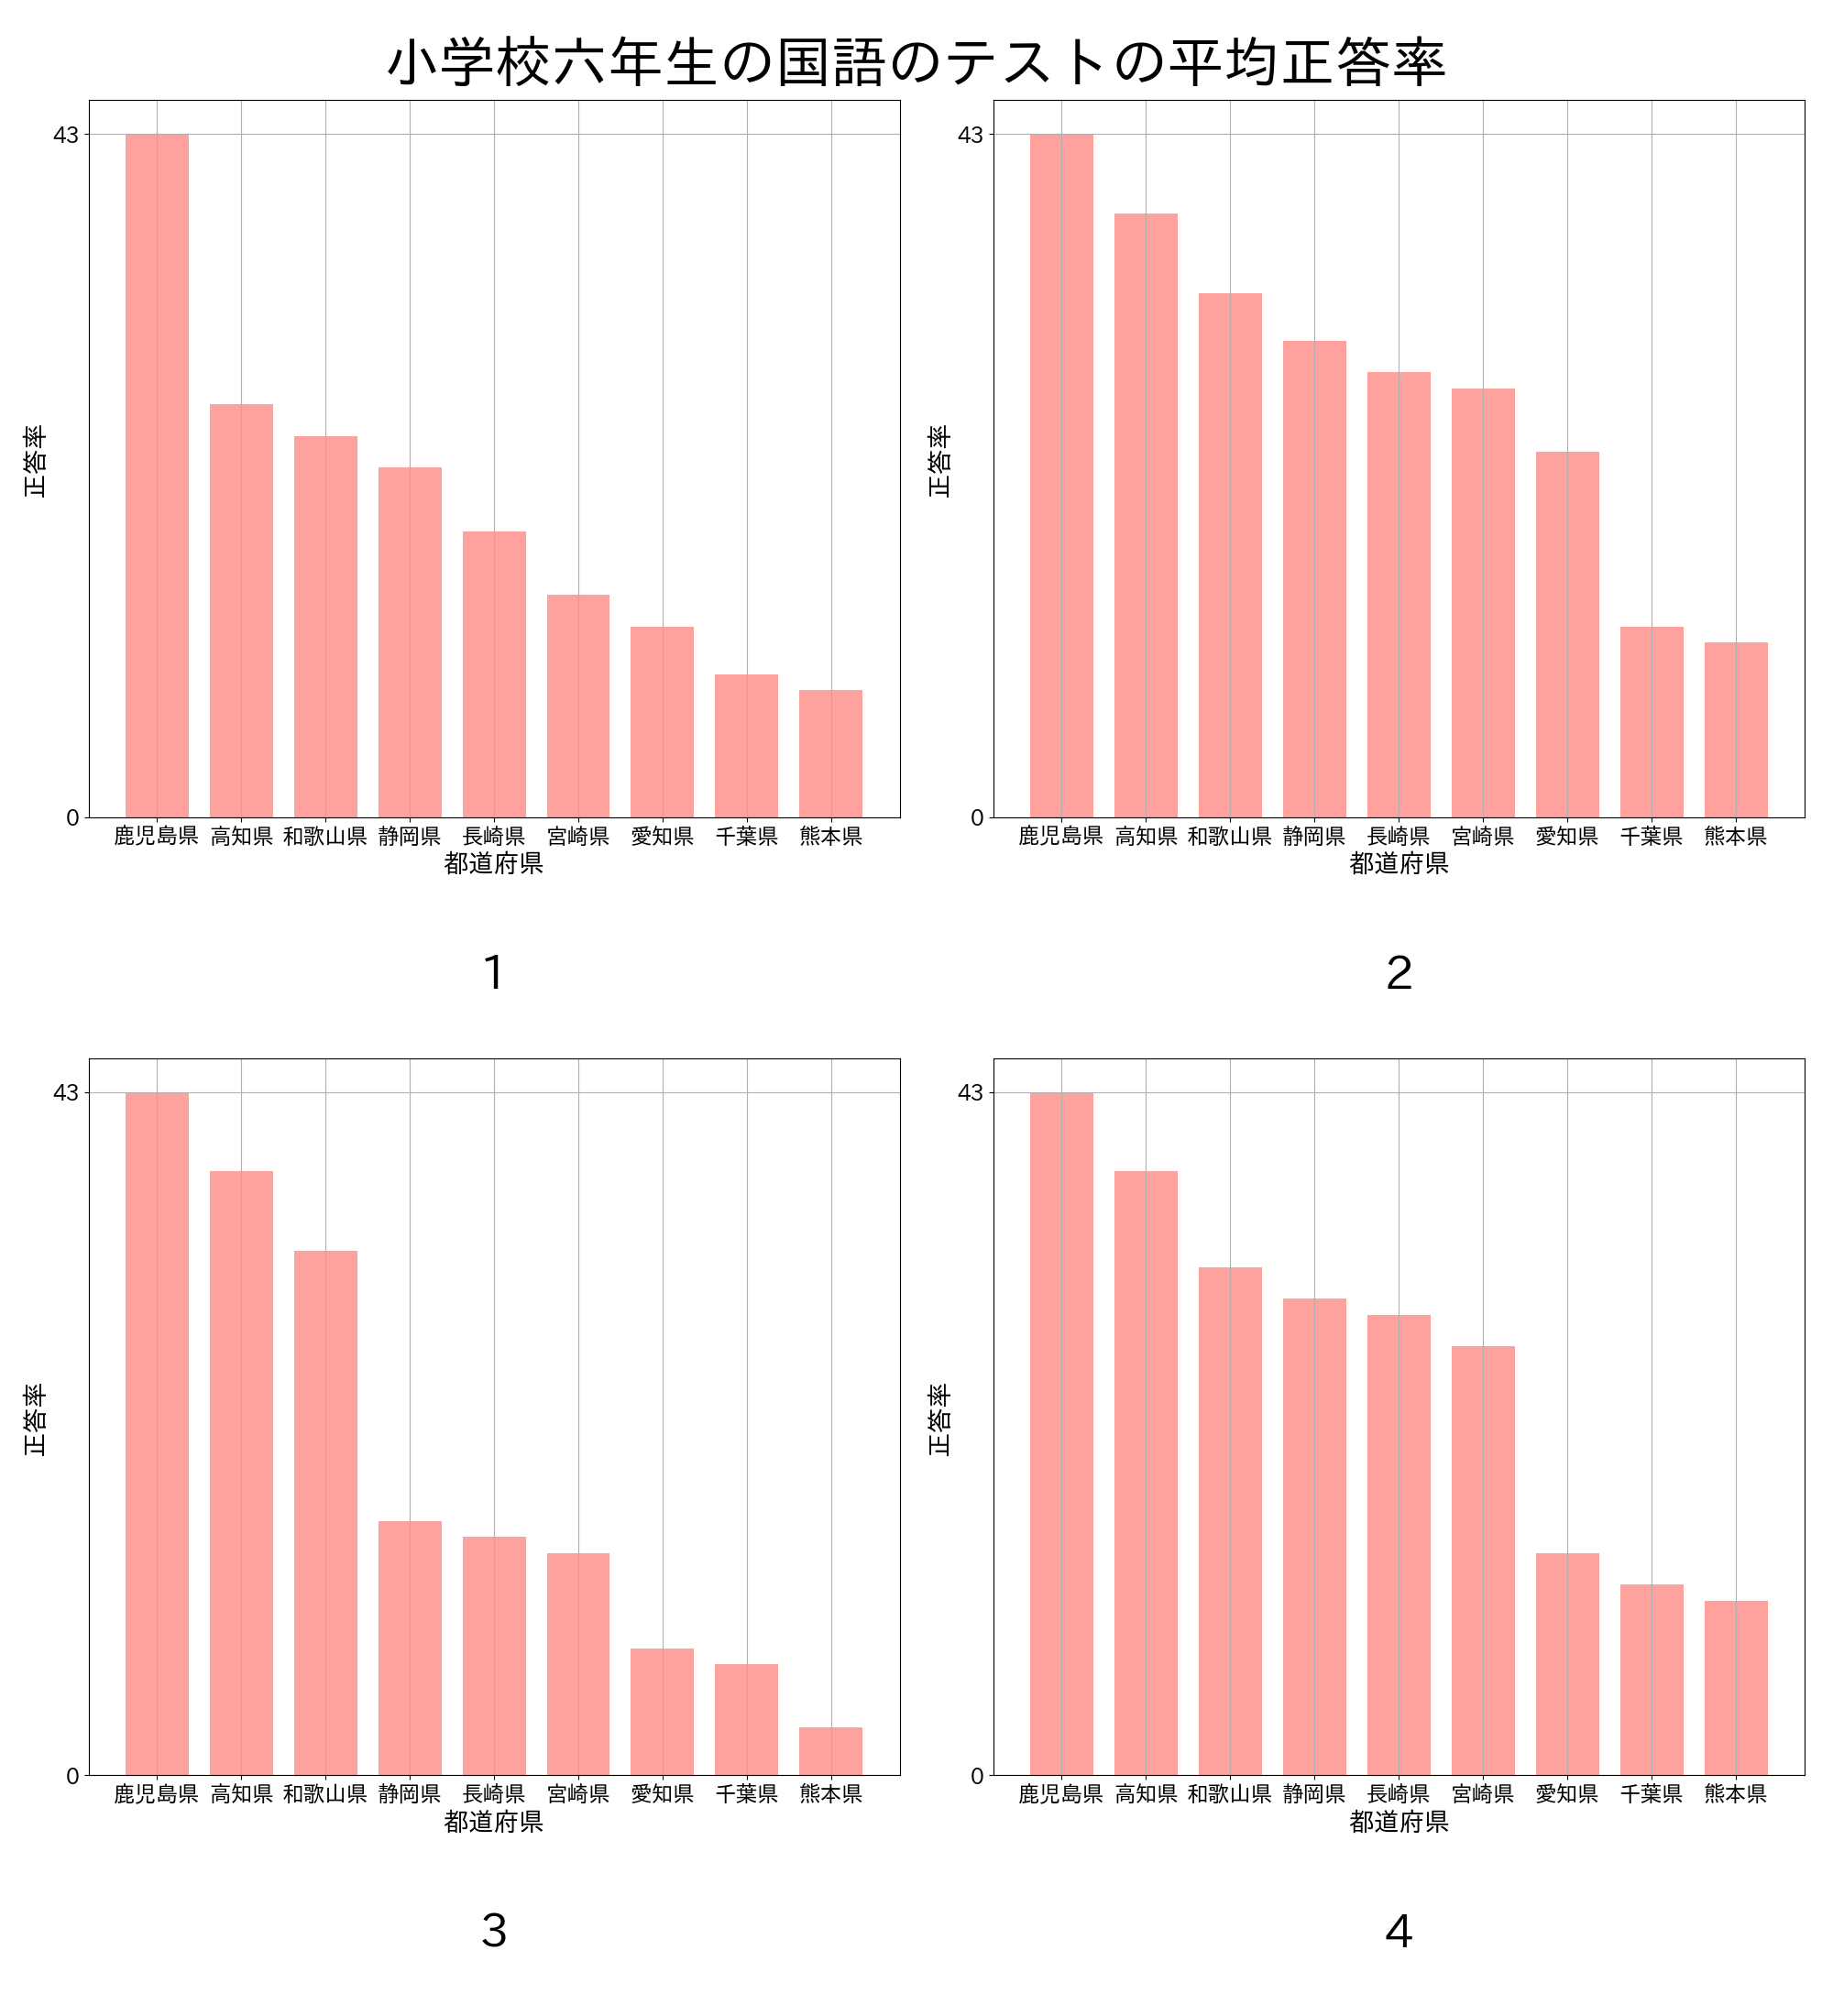 小学校六年生の国語のテストの平均正答率
43
0
正答率
鹿児島県 高知県 和歌山県 静岡県 長崎県 宮崎県 愛知県 千葉県 熊本県
都道府県
1
43
0
正答率
鹿児島県 高知県 和歌山県 静岡県 長崎県 宮崎県 愛知県 千葉県 熊本県
都道府県
2
43
0
正答率
鹿児島県 高知県 和歌山県 静岡県 長崎県 宮崎県 愛知県 千葉県 熊本県
都道府県
3
43
0
正答率
鹿児島県 高知県 和歌山県 静岡県 長崎県 宮崎県 愛知県 千葉県 熊本県
都道府県
4